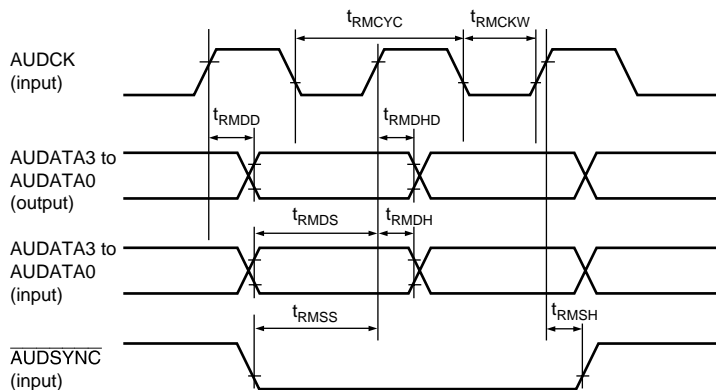 tRMCYC
tRMCKW
AUDCK
(input)
tRMDD
tRMDHD
AUDATA3 to
AUDATA0
(output)
tRMDS
tRMDH
AUDATA3 to
AUDATA0
(input)
tRMSS
tRMSH
AUDSYNC
(input)